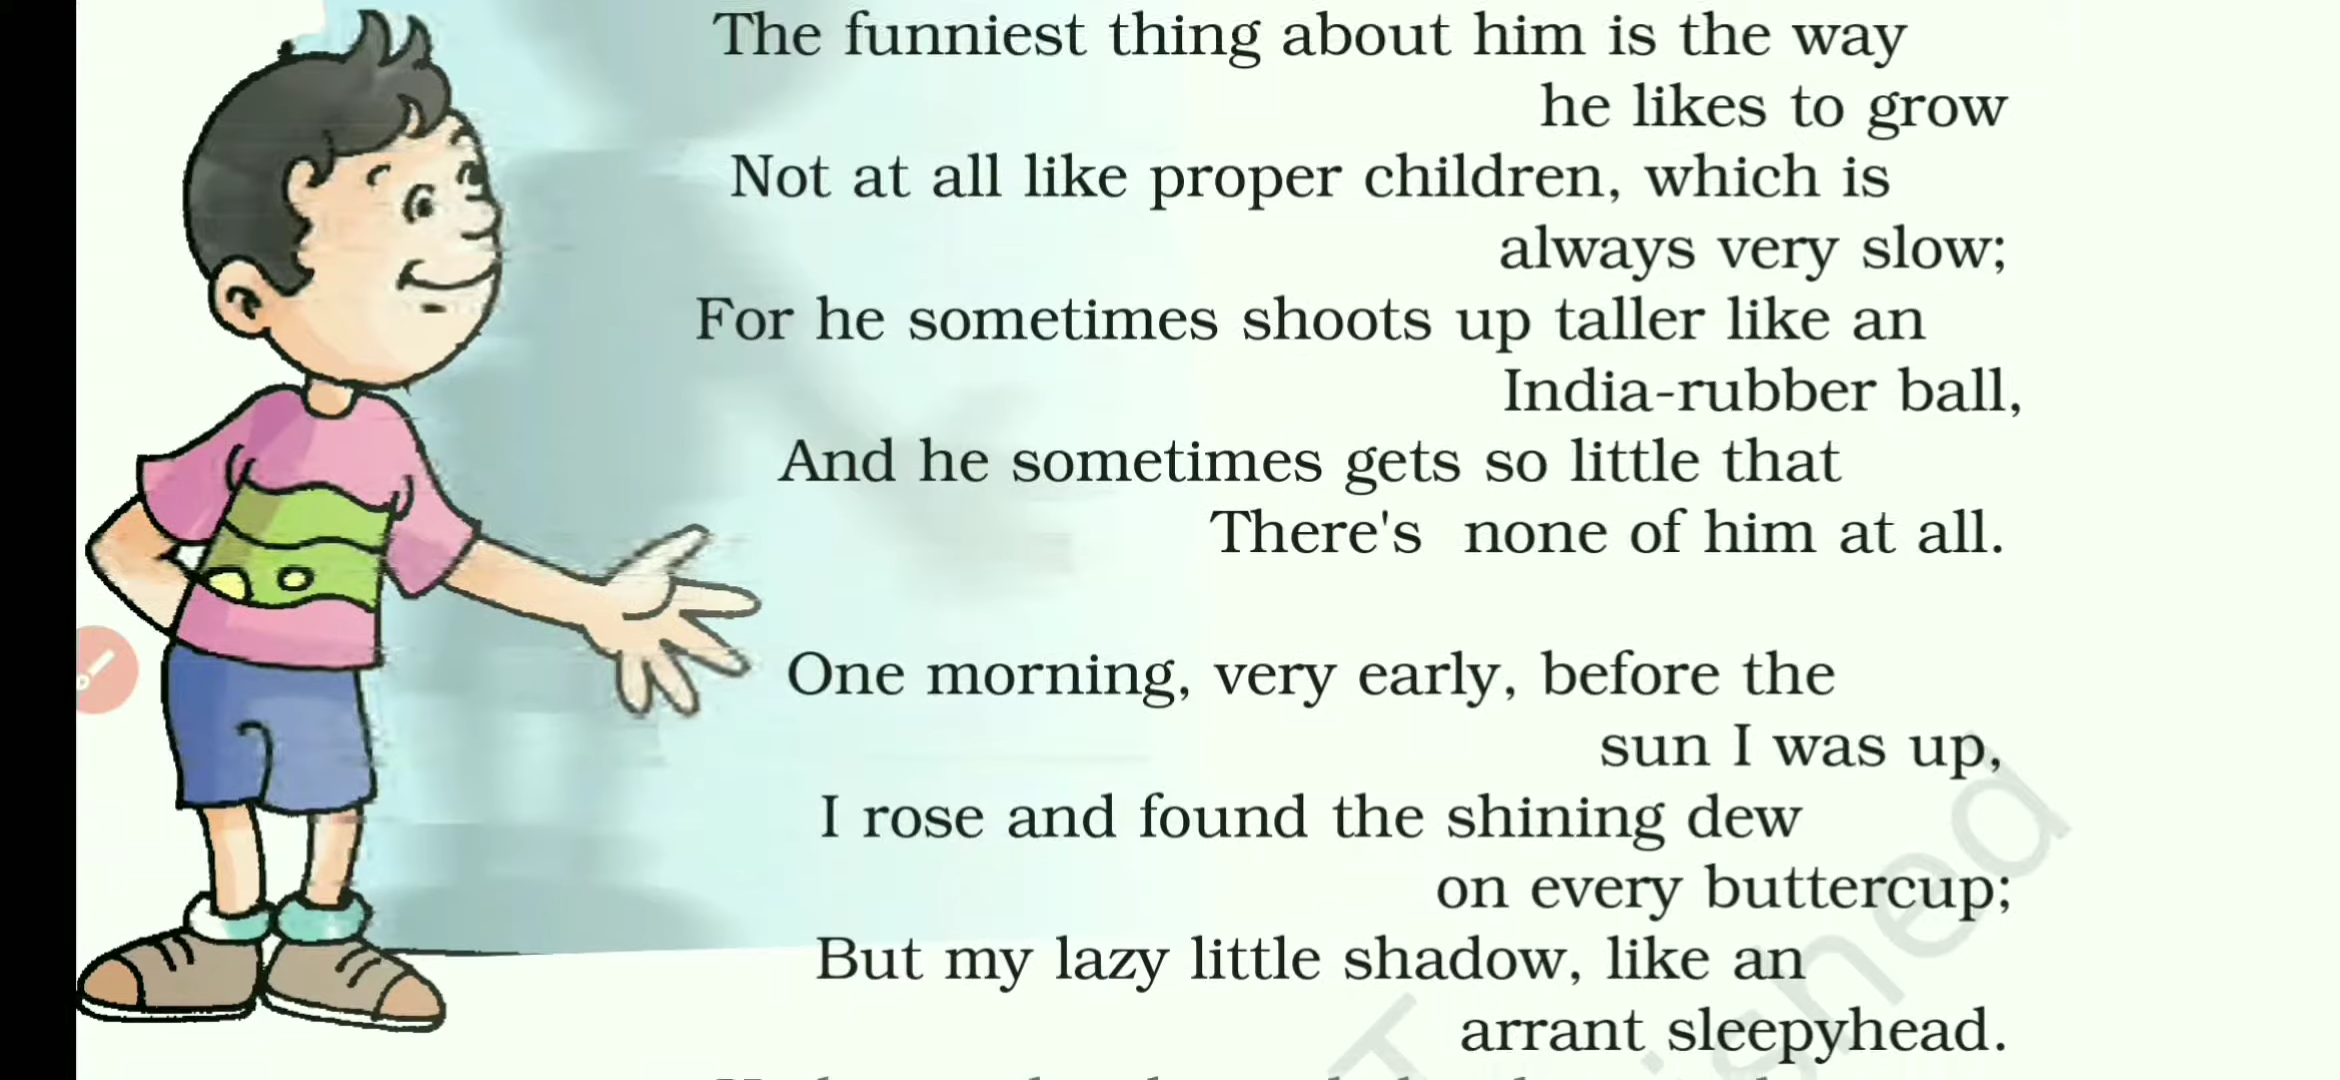 The funniest thing about him is the way
he likes to grow
Not at all like proper children, which is
always very slow;
For he sometimes shoots up taller like an
India-rubber ball,
And he sometimes gets so little that
There's none of him at all.
One morning, very early, before the
sun I was up,
I rose and found the shining dew
on every buttercup;
But my lazy little shadow, like an
arrant sleepyhead.